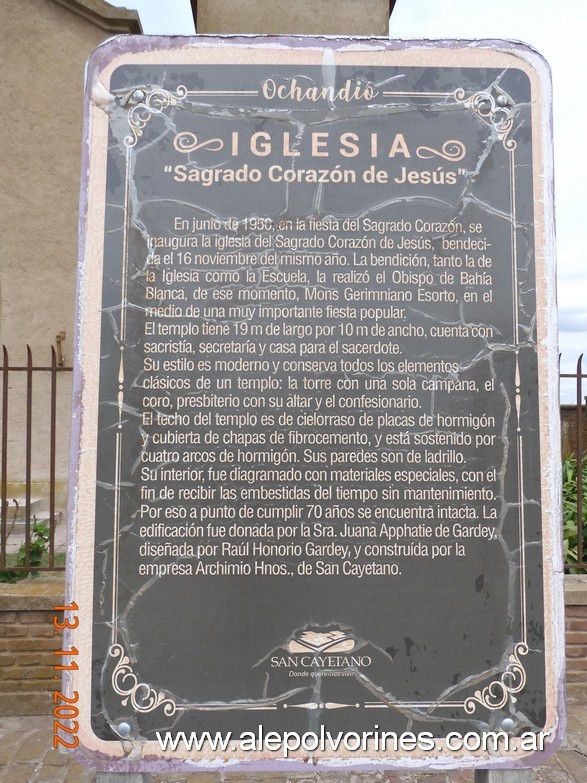 Ochandio
IGLESIA
“Sagrado Corazón de Jesús”
En junio de 1950, en la fiesta del Sagrado Corazón, se
inaugura la iglesia del Sagrado Corazón de Jesús, bendeci-
da el 16 noviembre del mismo año. La bendición, tanto la de
la Iglesia como la Escuela, la realizó el Obispo de Bahía
Blanca, de ese momento, Mons Gerimniano Esorto, en el
medio de una muy importante fiesta popular.
El templo tiene 19 m de largo por 10 m de ancho, cuenta con
sacristía, secretaría y casa para el sacerdote.
Su estilo es moderno y conserva todos los elementos
clásicos de un templo: la torre con una sola campana, el
coro, presbiterio con su altar y el confesionario.
El techo del templo es de cielorraso de placas de hormigón
y cubierta de chapas de fibrocemento, y está sostenido por
cuatro arcos de hormigón. Sus paredes son de ladrillo.
Su interior, fue diagramado con materiales especiales, con el
fin de recibir las embestidas del tiempo sin mantenimiento.
Por eso a punto de cumplir 70 años se encuentra intacta. La
edificación fue donada por la Sra. Juana Apphatie de Gardey,
diseñada por Raúl Honorio Gardey, y construída por la
empresa Archimio Hnos., de San Cayetano.
SAN CAYETANO
Donde queremos vivir
13 11 2022
www.alepolvorines.com.ar